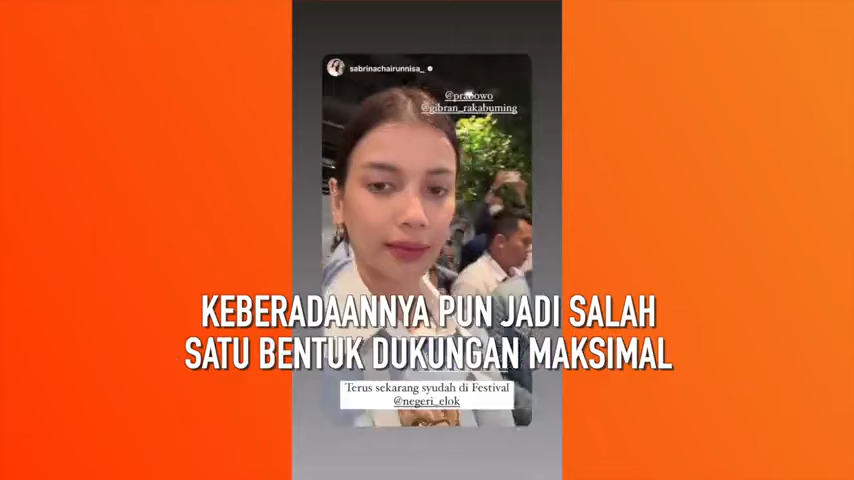 sabrinachairunnisa_
@prabowo
@gibran_rakabuming
KEBERADAANNYA PUN JADI SALAH
SATU BENTUK DUKUNGAN MAKSIMAL
Terus sekarang syudah di Festival
@negeri_elok